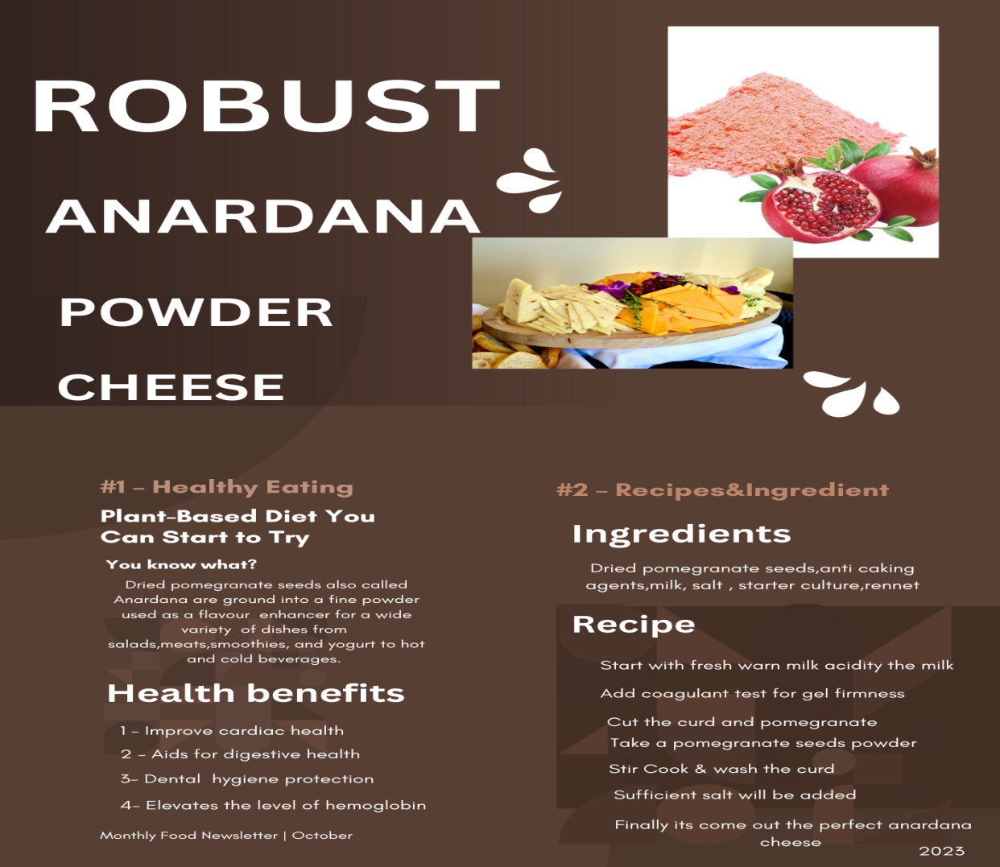 ROBUST
ANARDANA
POWDER
CHEESE
#1 – Healthy Eating
Plant-Based Diet You
Can Start to Try
You know what?
Dried pomegranate seeds also called
Anardana are ground into a fine powder
used as a flavour enhancer for a wide
variety of dishes from
salads,meats,smoothies, and yogurt to hot
and cold beverages.
Health benefits
1 – Improve cardiac health
2 – Aids for digestive health
3– Dental hygiene protection
4– Elevates the level of hemoglobin
Monthly Food Newsletter | October
#2 – Recipes&Ingredient
Ingredients
Dried pomegranate seeds,anti caking
agents,milk, salt , starter culture,rennet
Recipe
Start with fresh warn milk acidity the milk
Add coagulant test for gel firmness
Cut the curd and pomegranate
Take a pomegranate seeds powder
Stir Cook & wash the curd
Sufficient salt will be added
Finally its come out the perfect anardana
cheese
2023